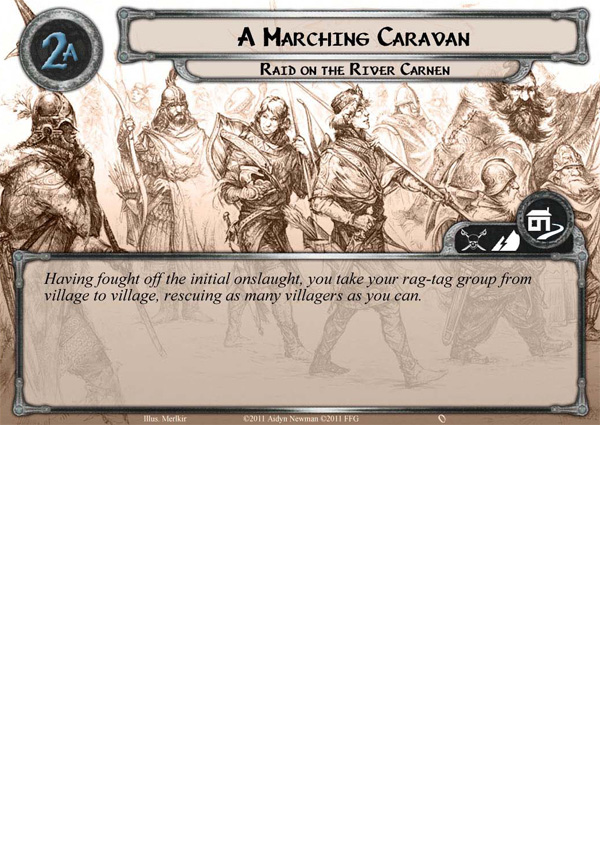 2A
A Marching Caravan
Raid on the River Carnen
Having fought off the initial onslaught, you take your rag-tag group from
village to village, rescuing as many villagers as you can.
Illus. Merlkir ©2011 Aidyn Newman ©2011 FFG